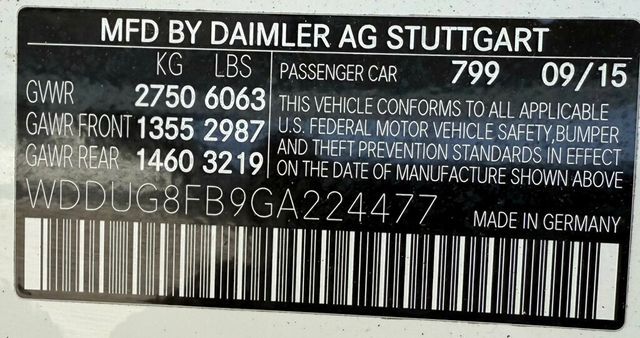 MFD BY DAIMLER AG STUTTGART
KG LBS
GVWR 2750 6063
GAWR FRONT 1355 2987
GAWR REAR 1460 3219
PASSENGER CAR 799 09/15
THIS VEHICLE CONFORMS TO ALL APPLICABLE
U.S. FEDERAL MOTOR VEHICLE SAFETY,BUMPER
AND THEFT PREVENTION STANDARDS IN EFFECT
ON THE DATE OF MANUFACTURE SHOWN ABOVE
WDDUG8FB9GA224477
MADE IN GERMANY